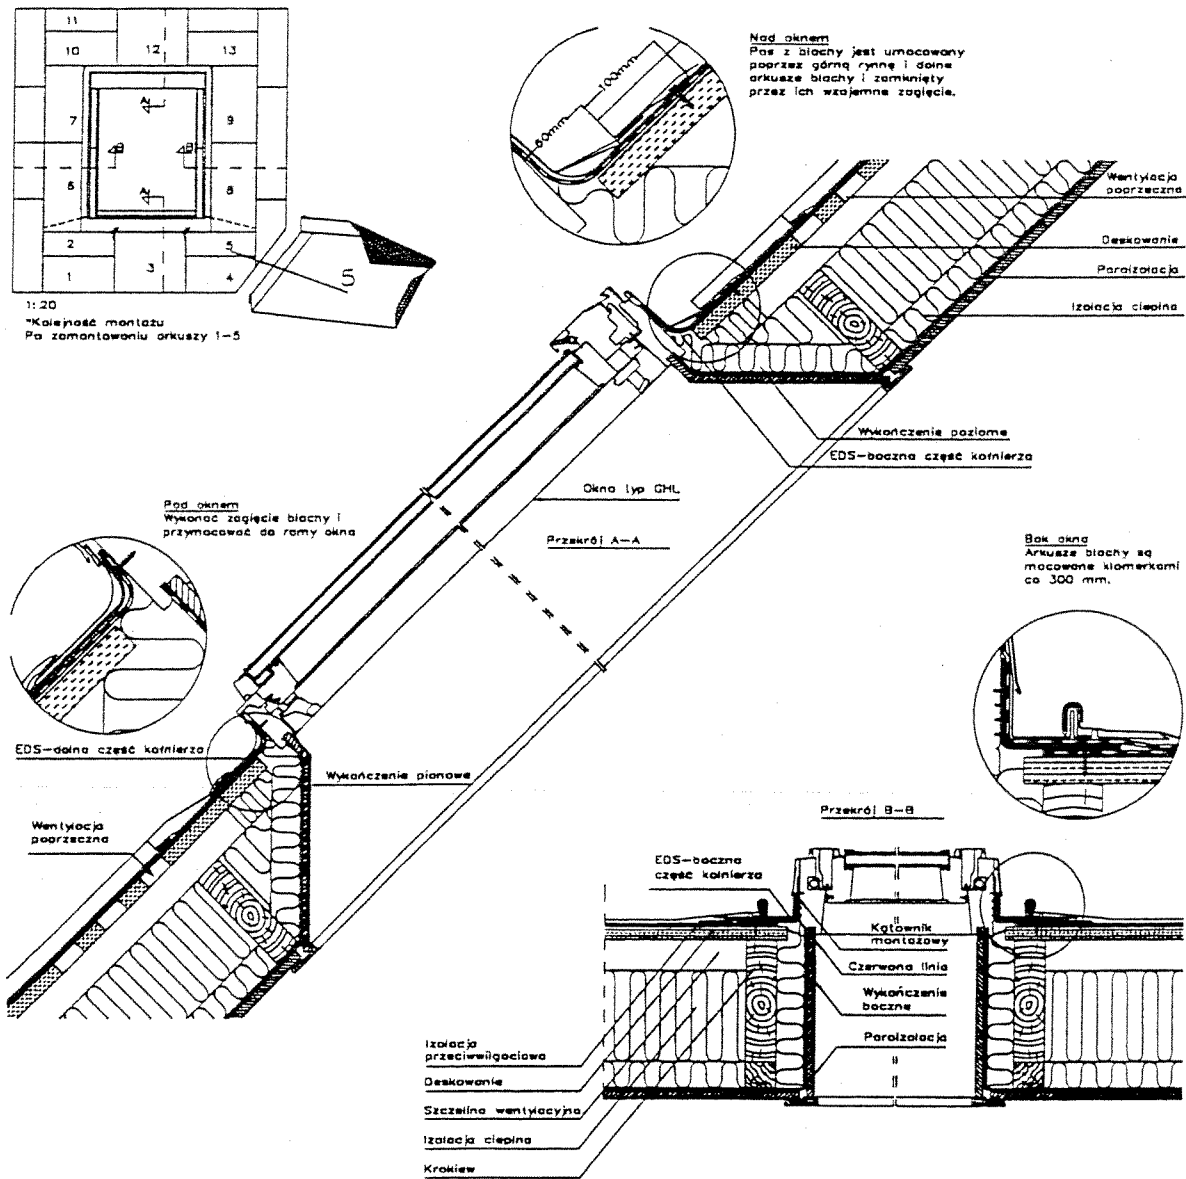 11
10
12
13
7
9
A
A
B
B
6
8
2
5
1
3
4
5
1:20
"Kolejność montażu
Po zamontowaniu arkuszy 1-5
Nad oknem
Pas z blachy jest umocowany
poprzez górną rynnę i dolne
arkusze blachy i zamknięty
przez ich wzajemne zagięcie.
100mm
60mm
Wentylacja
poprzeczna
Deskowanie
Paroizolacja
Izolacja cieplna
Wykończenie poziome
EDS-boczna część kołnierza
Okno typ GHL
Przekrój A-A
Pod oknem
Wykonać zagięcie blachy i
przymocować do ramy okna
Bok okna
Arkusze blachy są
mocowane klamerkami
co 300 mm.
EDS-dolna część kołnierza
Wykończenie pionowe
Wentylacja
poprzeczna
Przekrój B-B
EDS-boczna
część kołnierza
Kątownik
montażowy
Czerwona linia
Wykończenie
boczne
Paroizolacja
Izolacja
przeciwwilgociowa
Deskowanie
Szczelina wentylacyjna
Izolacja cieplna
Krokiew